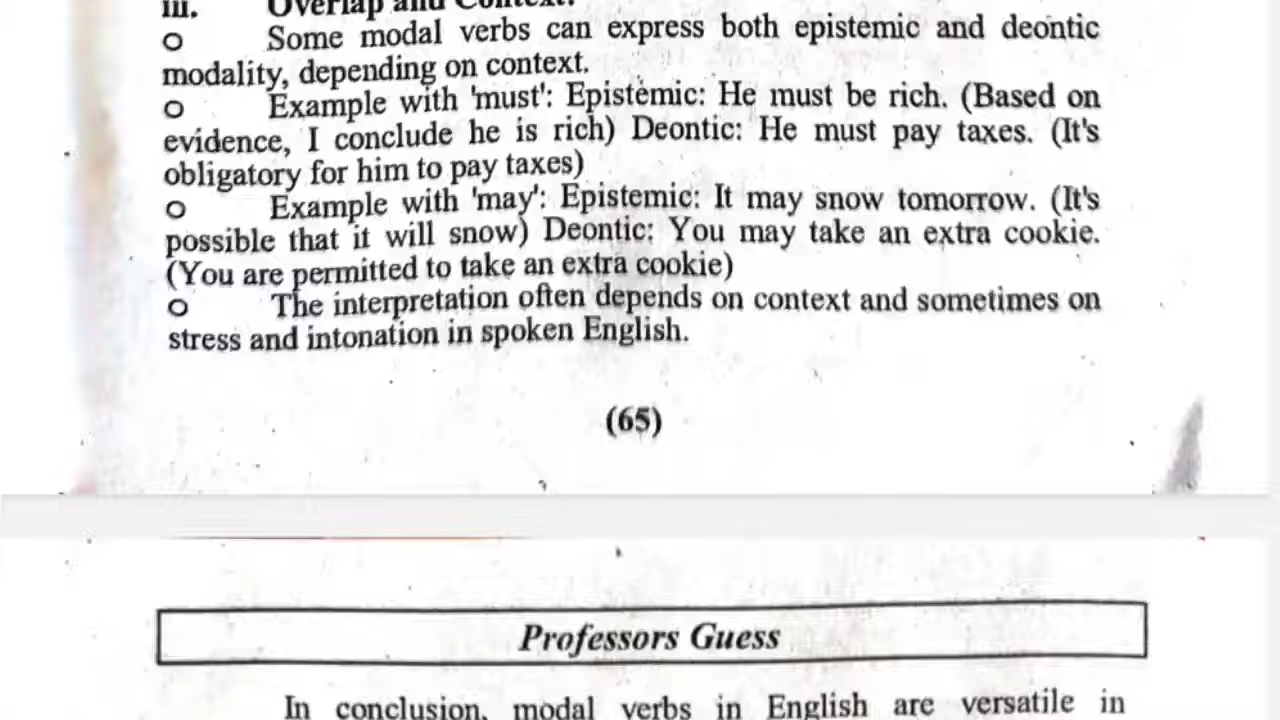 iii. Overlap and Context:
o Some modal verbs can express both epistemic and deontic
modality, depending on context.
o Example with 'must': Epistemic: He must be rich. (Based on
evidence, I conclude he is rich) Deontic: He must pay taxes. (It's
obligatory for him to pay taxes)
o Example with 'may': Epistemic: It may snow tomorrow. (It's
possible that it will snow) Deontic: You may take an extra cookie.
(You are permitted to take an extra cookie)
o The interpretation often depends on context and sometimes on
stress and intonation in spoken English.
(65)
Professors Guess
In conclusion, modal verbs in English are versatile in